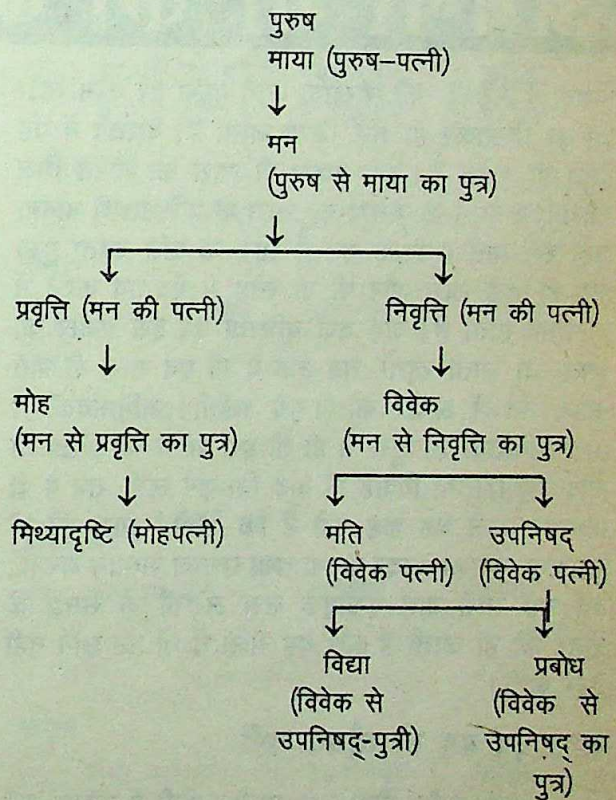 पुरुष
माया (पुरुष–पत्नी)
मन
(पुरुष से माया का पुत्र)
प्रवृत्ति (मन की पत्नी) निवृत्ति (मन की पत्नी)
मोह विवेक
(मन से प्रवृत्ति का पुत्र) (मन से निवृत्ति का पुत्र)
मिथ्यादृष्टि (मोहपत्नी) मति उपनिषद्
(विवेक पत्नी) (विवेक पत्नी)
विद्या प्रबोध
(विवेक से (विवेक से
उपनिषद्-पुत्री) उपनिषद् का
पुत्र)